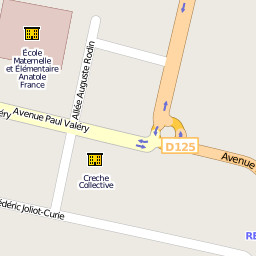 École
Maternelle
et Élémentaire
Anatole
France
Allée Auguste Rodin
Avenue Paul Valéry
D125
Avenue
Creche
Collective
Frédéric Joliot-Curie
RE